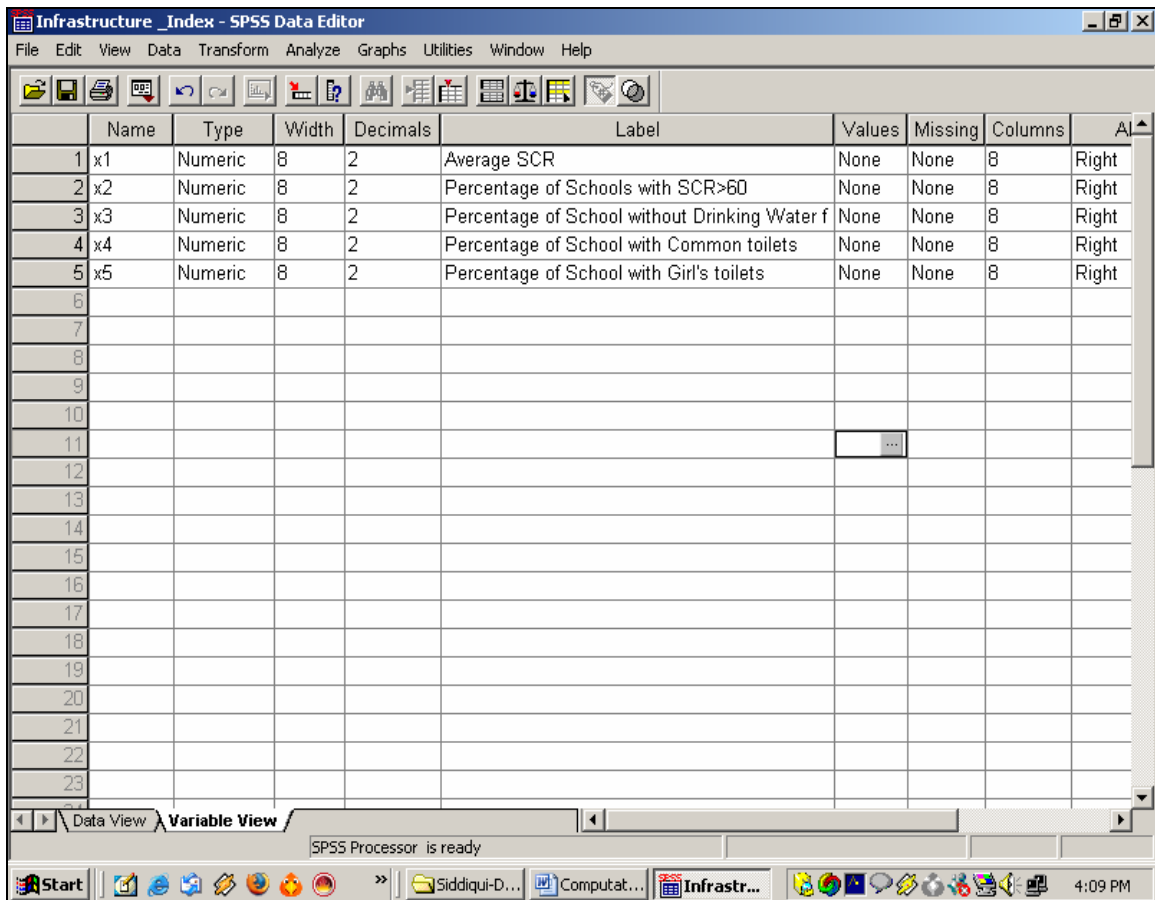 Infrastructure _Index - SPSS Data Editor
File Edit View Data Transform Analyze Graphs Utilities Window Help
Name Type Width Decimals Label Values Missing Columns Al
1 x1 Numeric 8 2 Average SCR None None 8 Right
2 x2 Numeric 8 2 Percentage of Schools with SCR>60 None None 8 Right
3 x3 Numeric 8 2 Percentage of School without Drinking Water f None None 8 Right
4 x4 Numeric 8 2 Percentage of School with Common toilets None None 8 Right
5 x5 Numeric 8 2 Percentage of School with Girl's toilets None None 8 Right
6
7
8
9
10
11 ...
12
13
14
15
16
17
18
19
20
21
22
23
Data View Variable View
SPSS Processor is ready
Start » Siddiqui-D... Computat... Infrastr... 4:09 PM